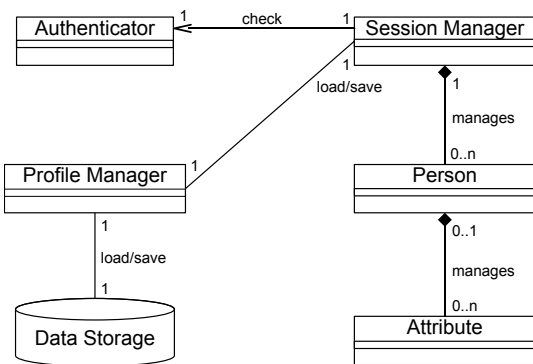 Authenticator
1
check
1
Session Manager
1
load/save
1
manages
0..n
1
Profile Manager
Person
1
load/save
1
0..1
manages
0..n
Data Storage
Attribute